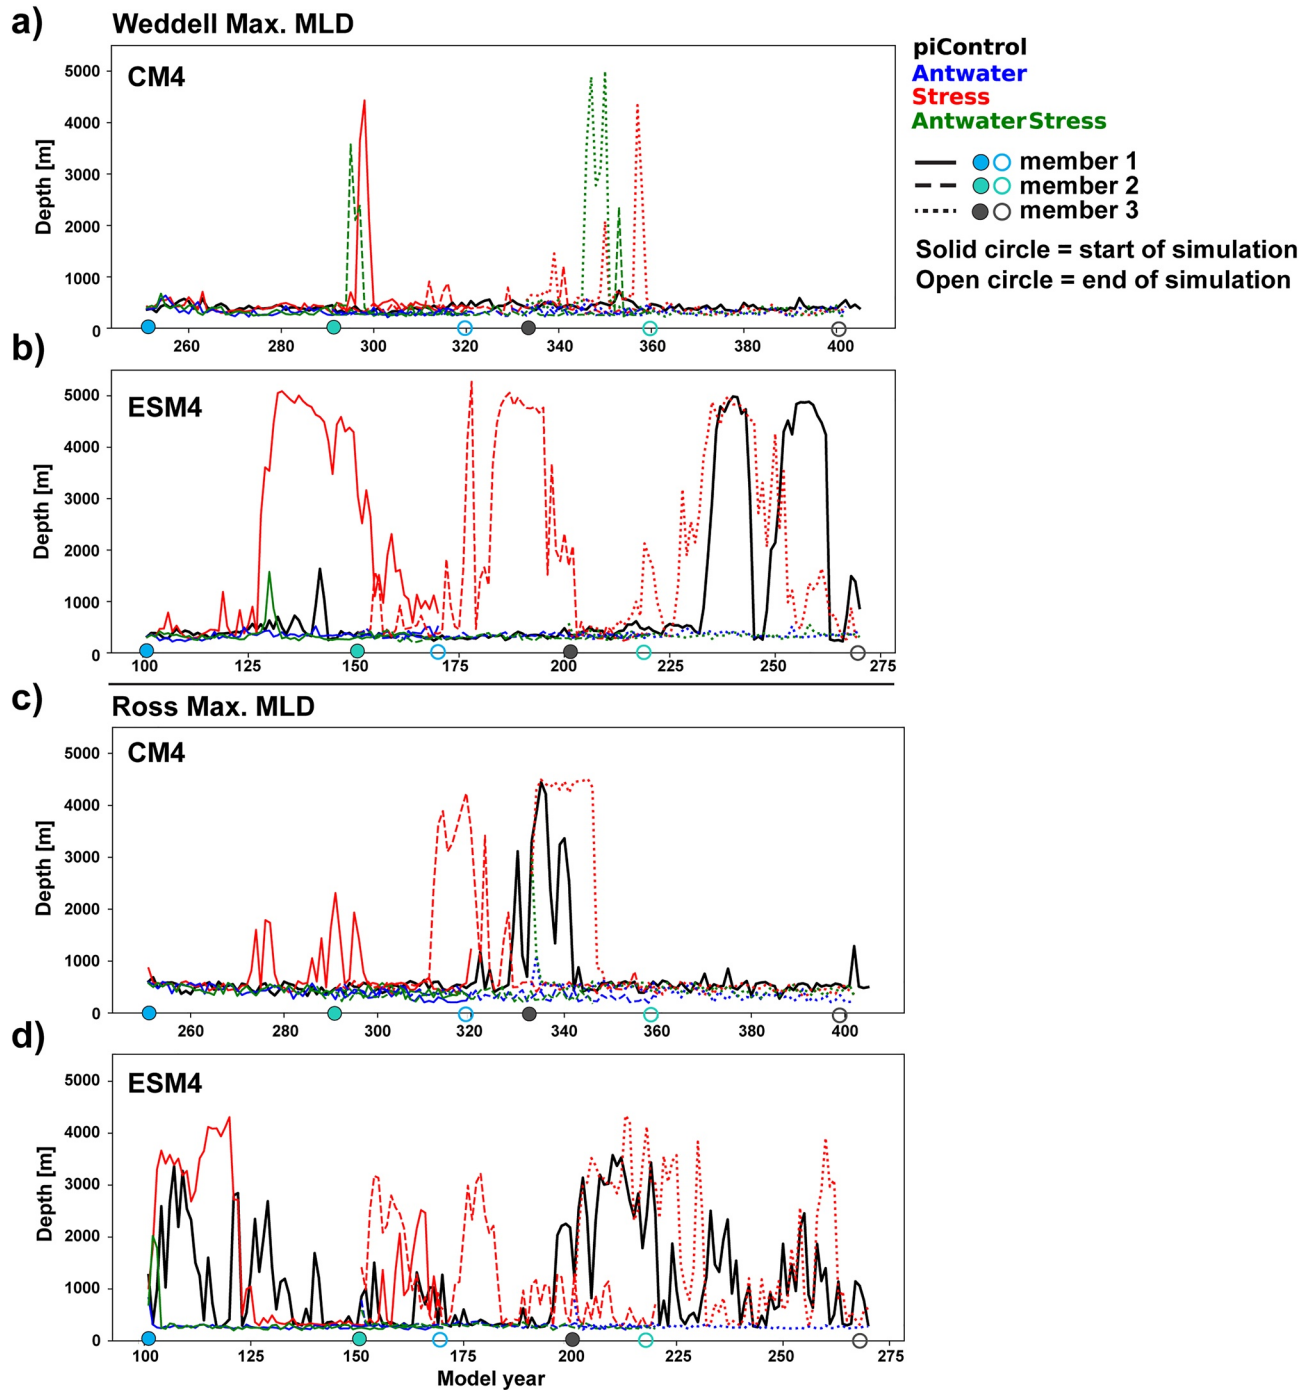 a) Weddell Max. MLD
CM4
Depth [m]
5000
4000
3000
2000
1000
0
260 280 300 320 340 360 380 400
piControl
Antwater
Stress
AntwaterStress
member 1
member 2
member 3
Solid circle = start of simulation
Open circle = end of simulation
b)
ESM4
Depth [m]
5000
4000
3000
2000
1000
0
100 125 150 175 200 225 250 275
c) Ross Max. MLD
CM4
Depth [m]
5000
4000
3000
2000
1000
0
260 280 300 320 340 360 380 400
d)
ESM4
Depth [m]
5000
4000
3000
2000
1000
0
100 125 150 175 200 225 250 275
Model year